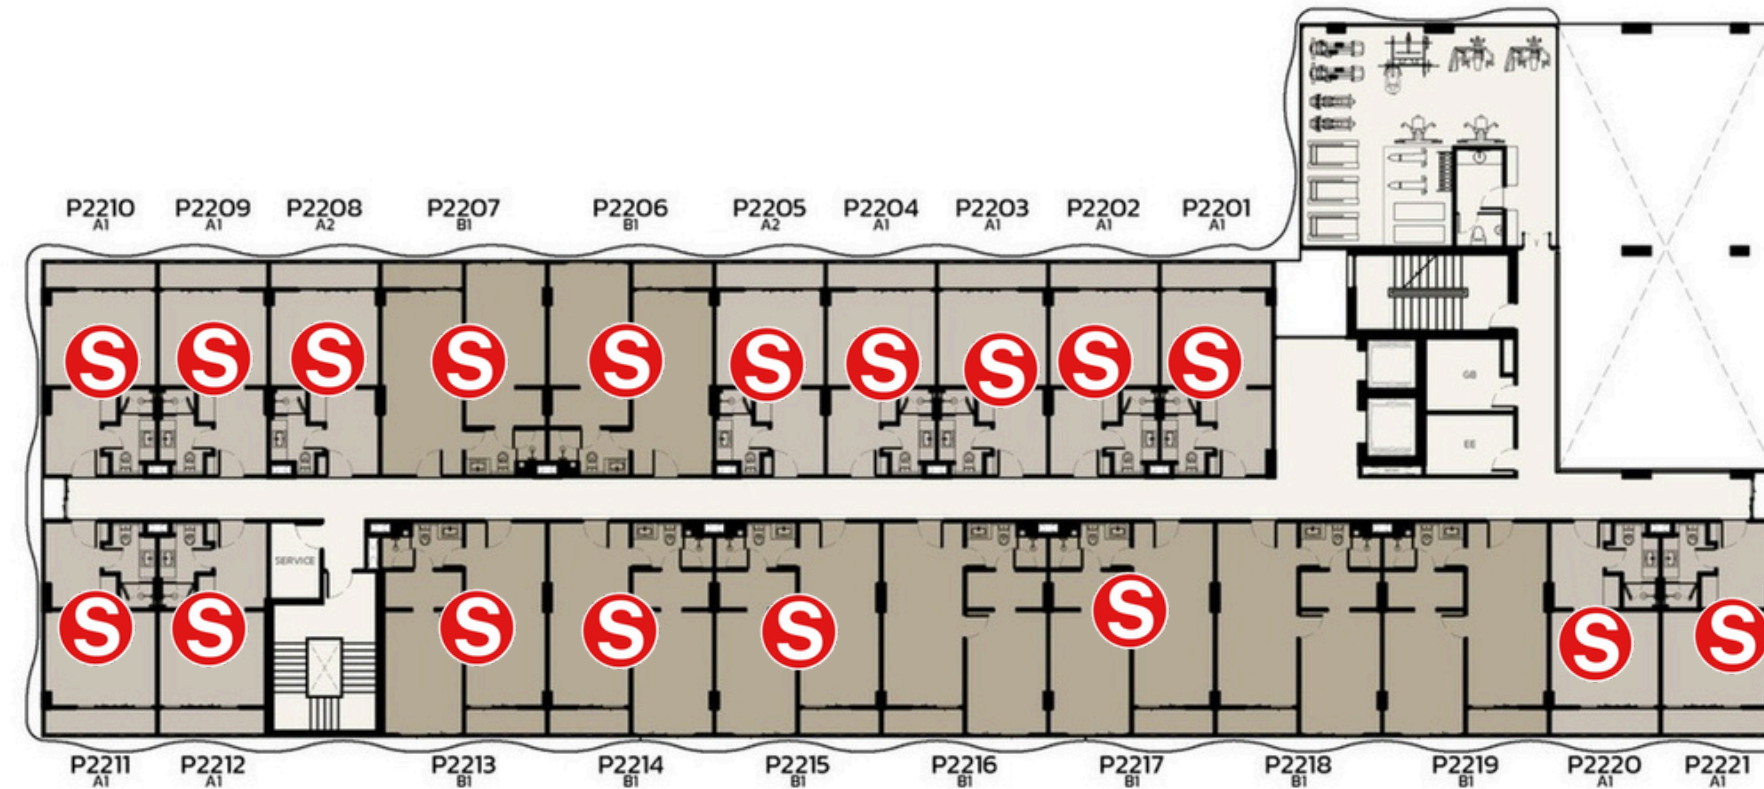 P2210 P2209 P2208 P2207 P2206 P2205 P2204 P2203 P2202 P2201
A1 A1 A2 B1 B1 A2 A1 A1 A1 A1
S S S S S S S S S S
GB
EE
SERVICE
S S S S S S S S
P2211 P2212 P2213 P2214 P2215 P2216 P2217 P2218 P2219 P2220 P2221
A1 A1 B1 B1 B1 B1 B1 B1 B1 A1 A1